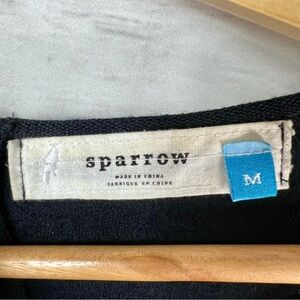 sparrow
MADE IN CHINA
FABRIQUE EN CHINE
M